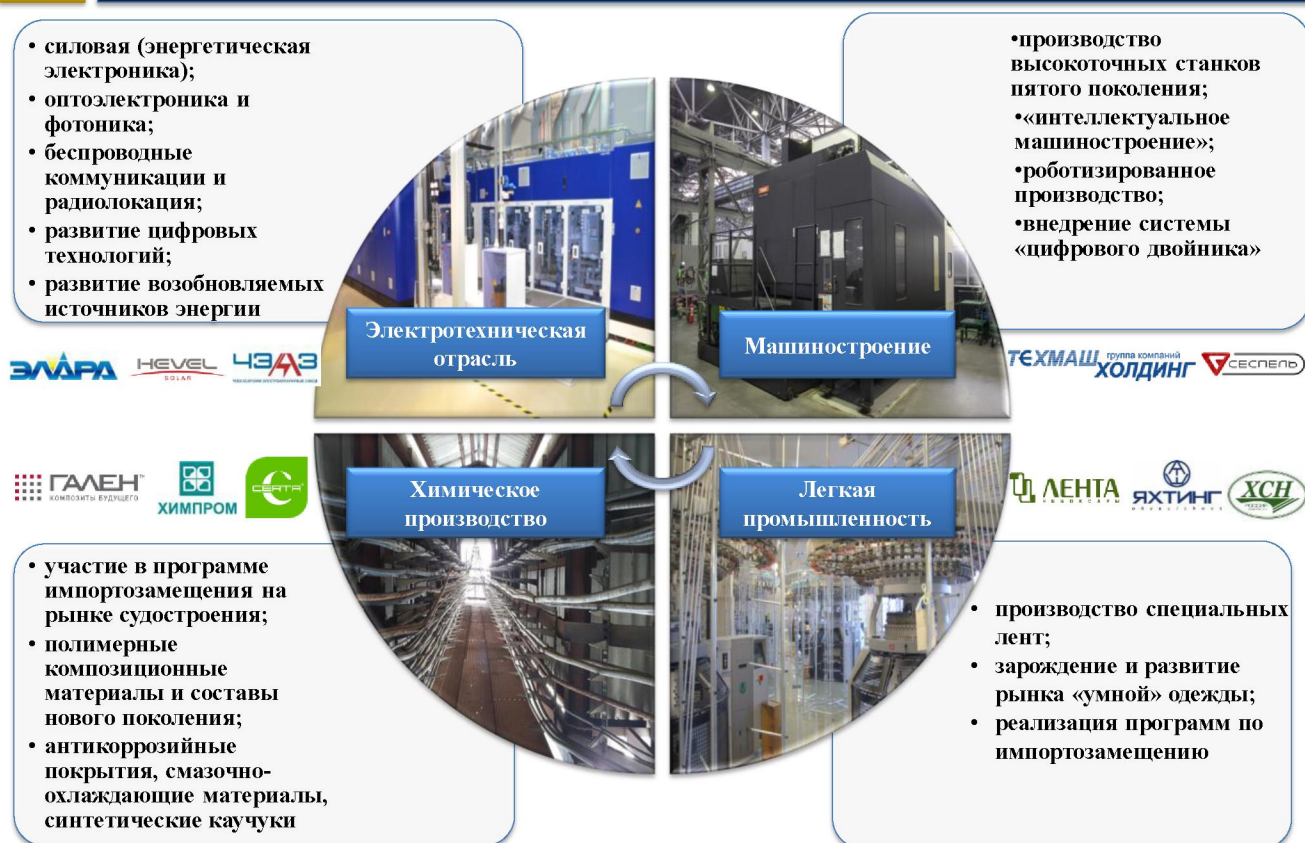 • силовая (энергетическая
электроника);
• оптоэлектроника и
фотоника;
• беспроводные
коммуникации и
радиолокация;
• развитие цифровых
технологий;
• развитие возобновляемых
источников энергии
•производство
высокоточных станков
пятого поколения;
•«интеллектуальное
машиностроение»;
•роботизированное
производство;
•внедрение системы
«цифрового двойника»
Электротехническая
отрасль
Машиностроение
ЭЛАРА
HEVEL
SOLAR
ЧЭАЗ
ТЕХМАШ
группа компаний
ХОЛДИНГ
СЕСПЕЛЬ
ГАЛЕН™
КОМПОЗИТЫ БУДУЩЕГО
ХИМПРОМ
CERTA
Химическое
производство
Легкая
промышленность
ЛЕНТА
ЧЕБОКСАРЫ
ЯХТИНГ
ХСН
• участие в программе
импортозамещения на
рынке судостроения;
• полимерные
композиционные
материалы и составы
нового поколения;
• антикоррозийные
покрытия, смазочно-
охлаждающие материалы,
синтетические каучуки
• производство специальных
лент;
• зарождение и развитие
рынка «умной» одежды;
• реализация программ по
импортозамещению